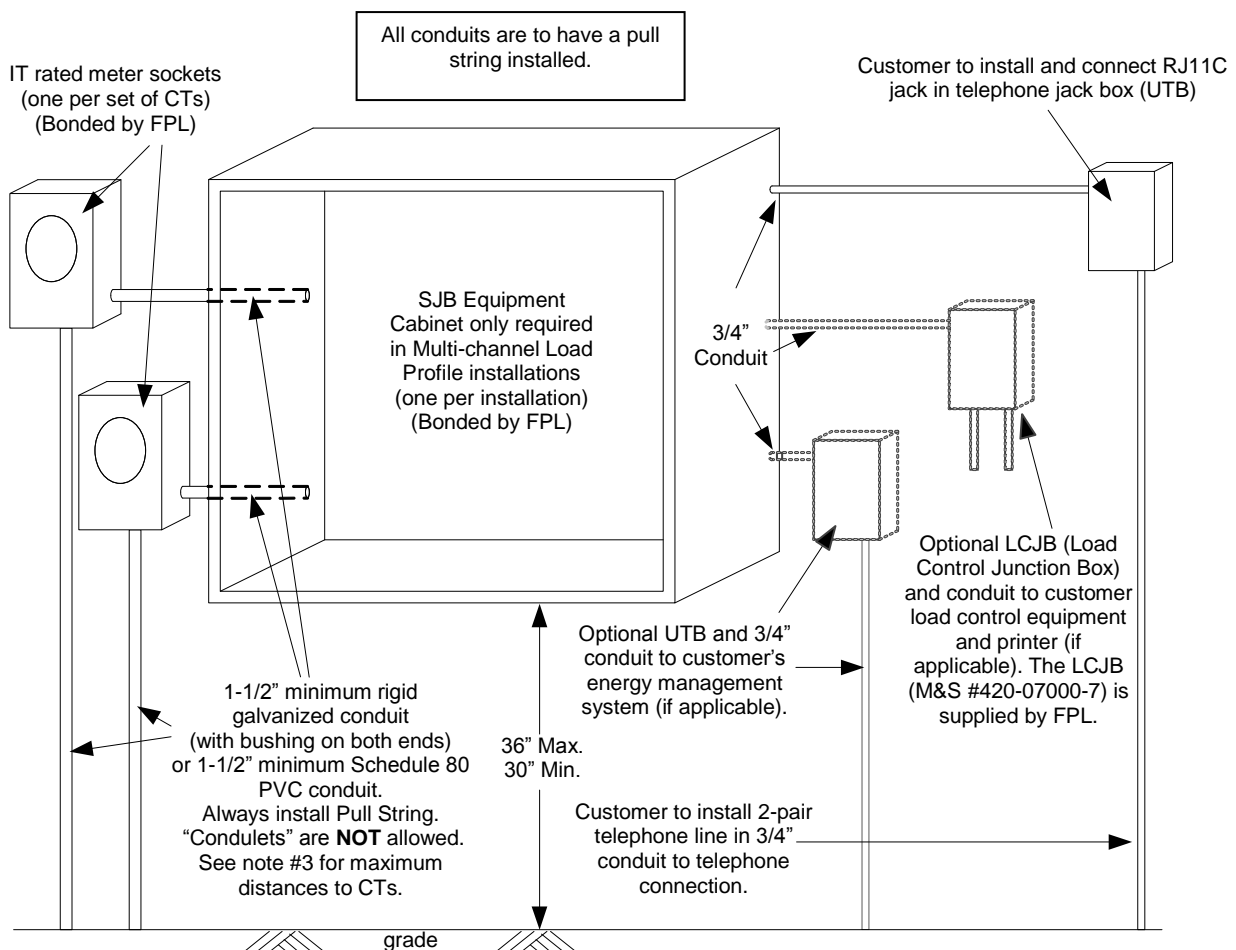 All conduits are to have a pull
string installed.
IT rated meter sockets
(one per set of CTs)
(Bonded by FPL)
Customer to install and connect RJ11C
jack in telephone jack box (UTB)
SJB Equipment
Cabinet only required
in Multi-channel Load
Profile installations
(one per installation)
(Bonded by FPL)
3/4”
Conduit
Optional LCJB (Load
Control Junction Box)
and conduit to customer
load control equipment
and printer (if
applicable). The LCJB
(M&S #420-07000-7) is
supplied by FPL.
Optional UTB and 3/4”
conduit to customer’s
energy management
system (if applicable).
1-1/2” minimum rigid
galvanized conduit
(with bushing on both ends)
or 1-1/2” minimum Schedule 80
PVC conduit.
Always install Pull String.
“Condulets” are NOT allowed.
See note #3 for maximum
distances to CTs.
36” Max.
30” Min.
Customer to install 2-pair
telephone line in 3/4”
conduit to telephone
connection.
grade